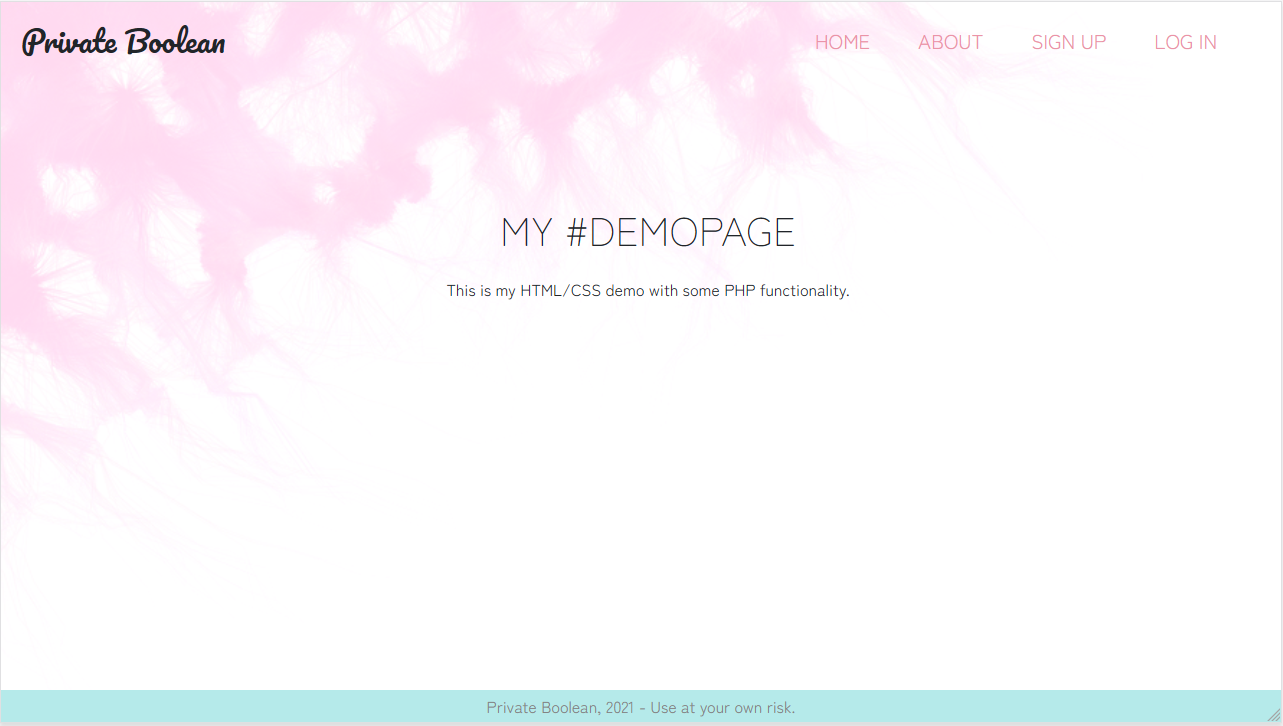 Private Boolean
HOME ABOUT SIGN UP LOG IN
MY #DEMOPAGE
This is my HTML/CSS demo with some PHP functionality.
Private Boolean, 2021 - Use at your own risk.